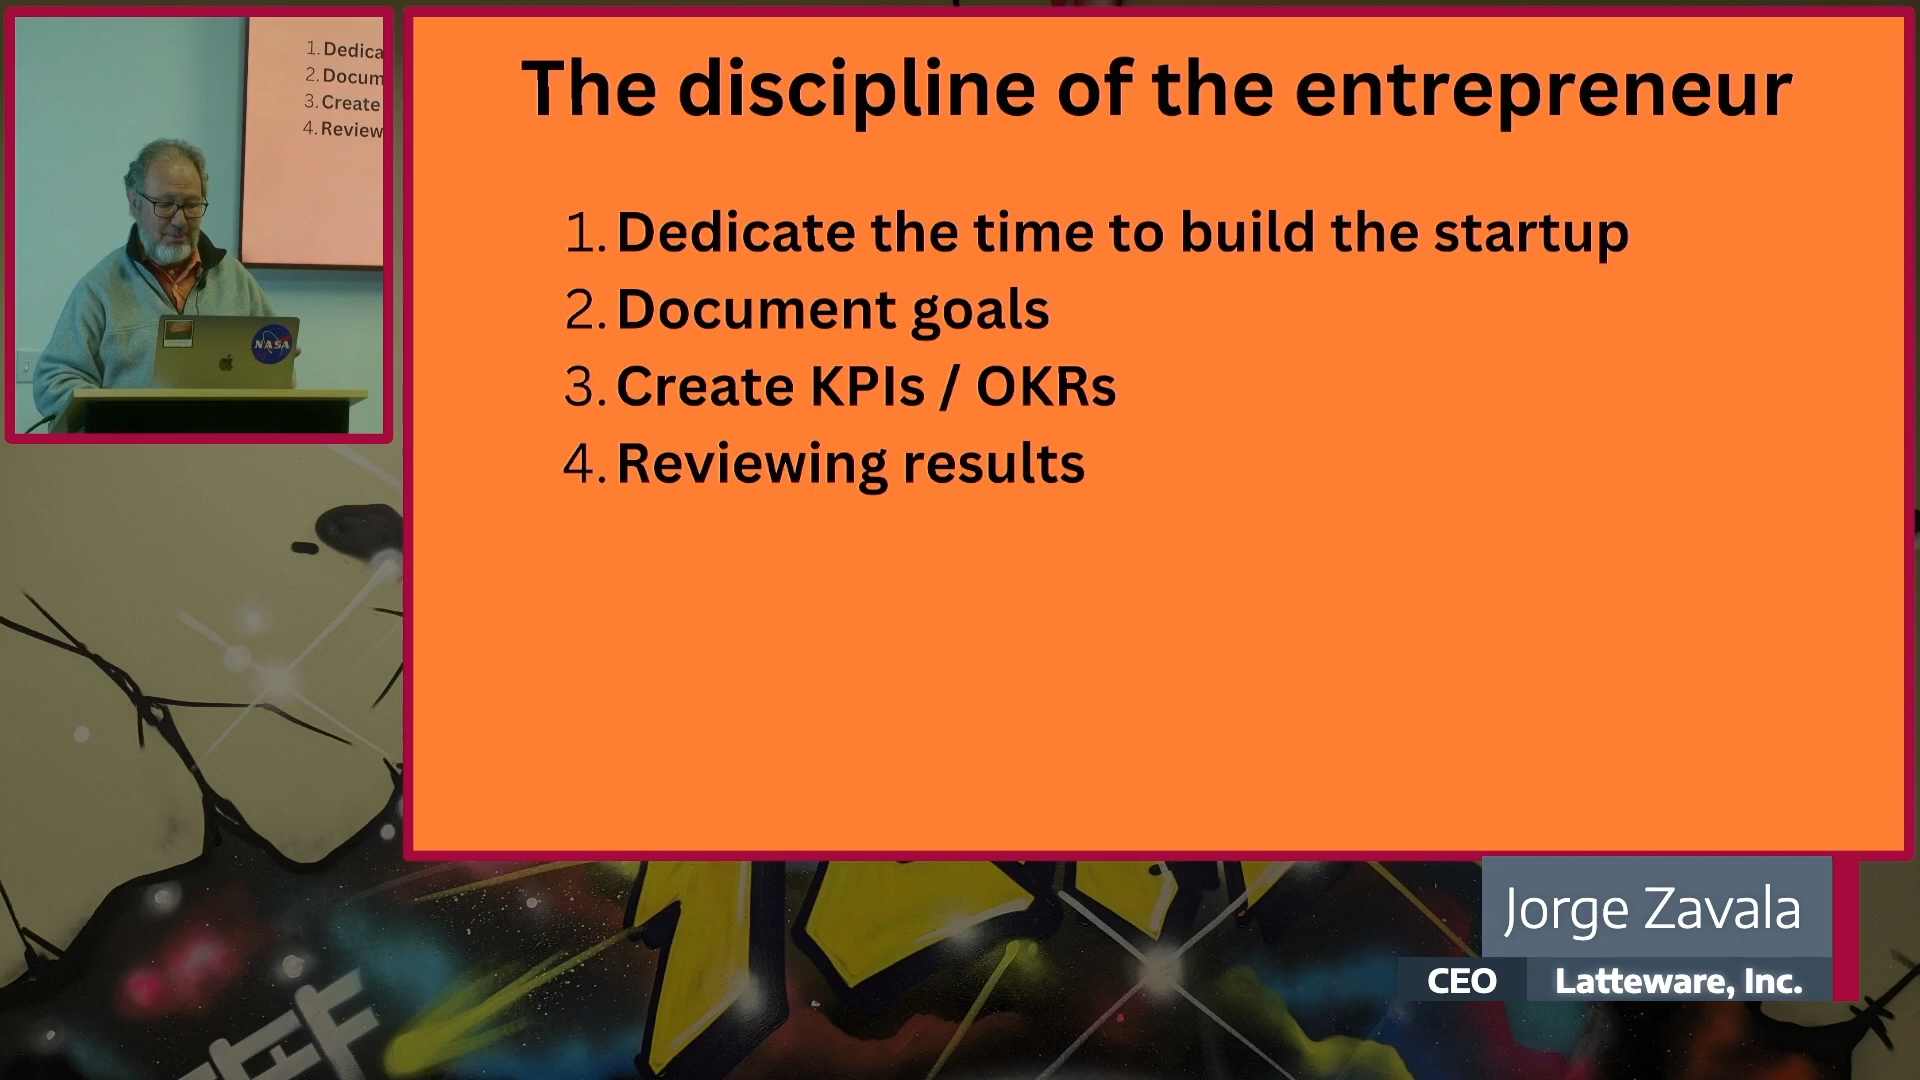 1. Dedica
2. Docum
3. Create
4. Review
NASA
The discipline of the entrepreneur
1. Dedicate the time to build the startup
2. Document goals
3. Create KPIs / OKRs
4. Reviewing results
Jorge Zavala
CEO Latteware, Inc.